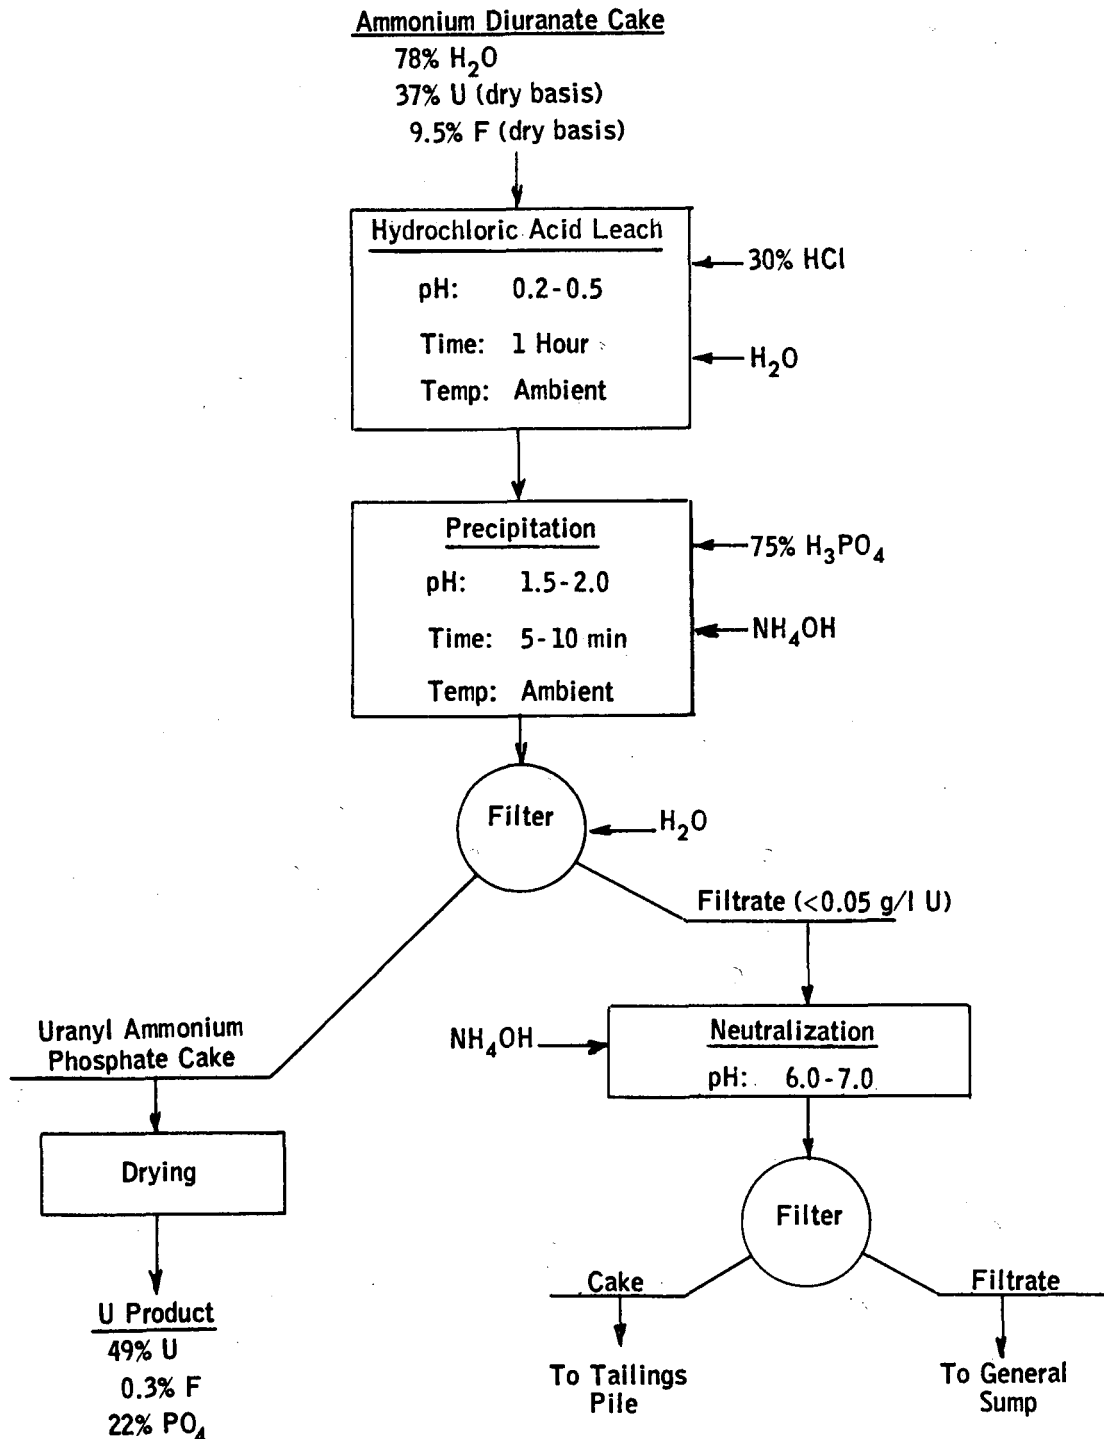 Ammonium Diuranate Cake
78% H₂O
37% U (dry basis)
9.5% F (dry basis)
Hydrochloric Acid Leach
30% HCl
pH: 0.2-0.5
Time: 1 Hour
H₂O
Temp: Ambient
Precipitation
75% H₃PO₄
pH: 1.5-2.0
Time: 5-10 min
NH₄OH
Temp: Ambient
Filter
H₂O
Filtrate (<0.05 g/l U)
Uranyl Ammonium
Phosphate Cake
NH₄OH
Neutralization
pH: 6.0-7.0
Drying
Filter
Cake
Filtrate
U Product
49% U
0.3% F
22% PO₄
To Tailings
Pile
To General
Sump